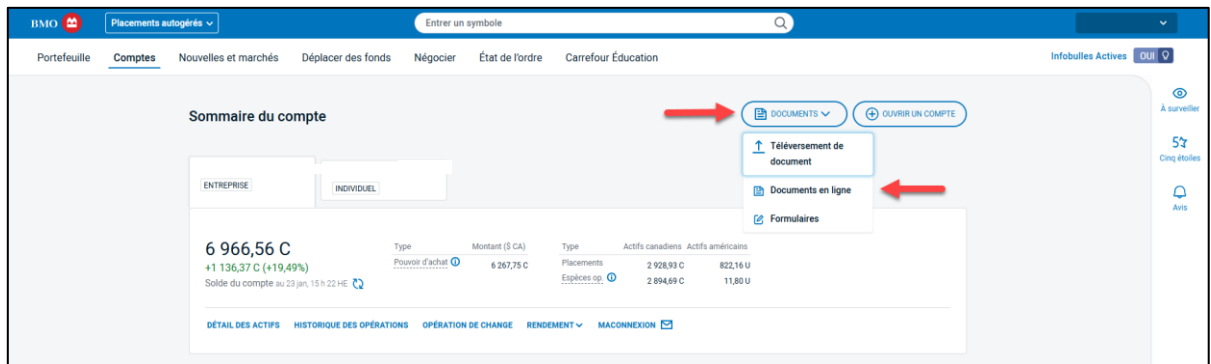 BMO Placements autogérés Entrer un symbole
Portefeuille Comptes Nouvelles et marchés Déplacer des fonds Négocier État de l'ordre Carrefour Éducation Infobulles Actives OUI
À surveiller
Sommaire du compte DOCUMENTS OUVRIR UN COMPTE
Téléversement de
document
5
Cinq étoiles
ENTREPRISE INDIVIDUEL Documents en ligne
Avis
Formulaires
6 966,56 C Type Montant ($ CA) Type Actifs canadiens Actifs américains
+1 136,37 C (+19,49%) Pouvoir d'achat 6 267,75 C Placements 2 928,93 C 822,16 U
Solde du compte au 23 jan, 15 h 22 HE Espèces op. 2 894,69 C 11,80 U
DÉTAIL DES ACTIFS HISTORIQUE DES OPÉRATIONS OPÉRATION DE CHANGE RENDEMENT MACONNEXION